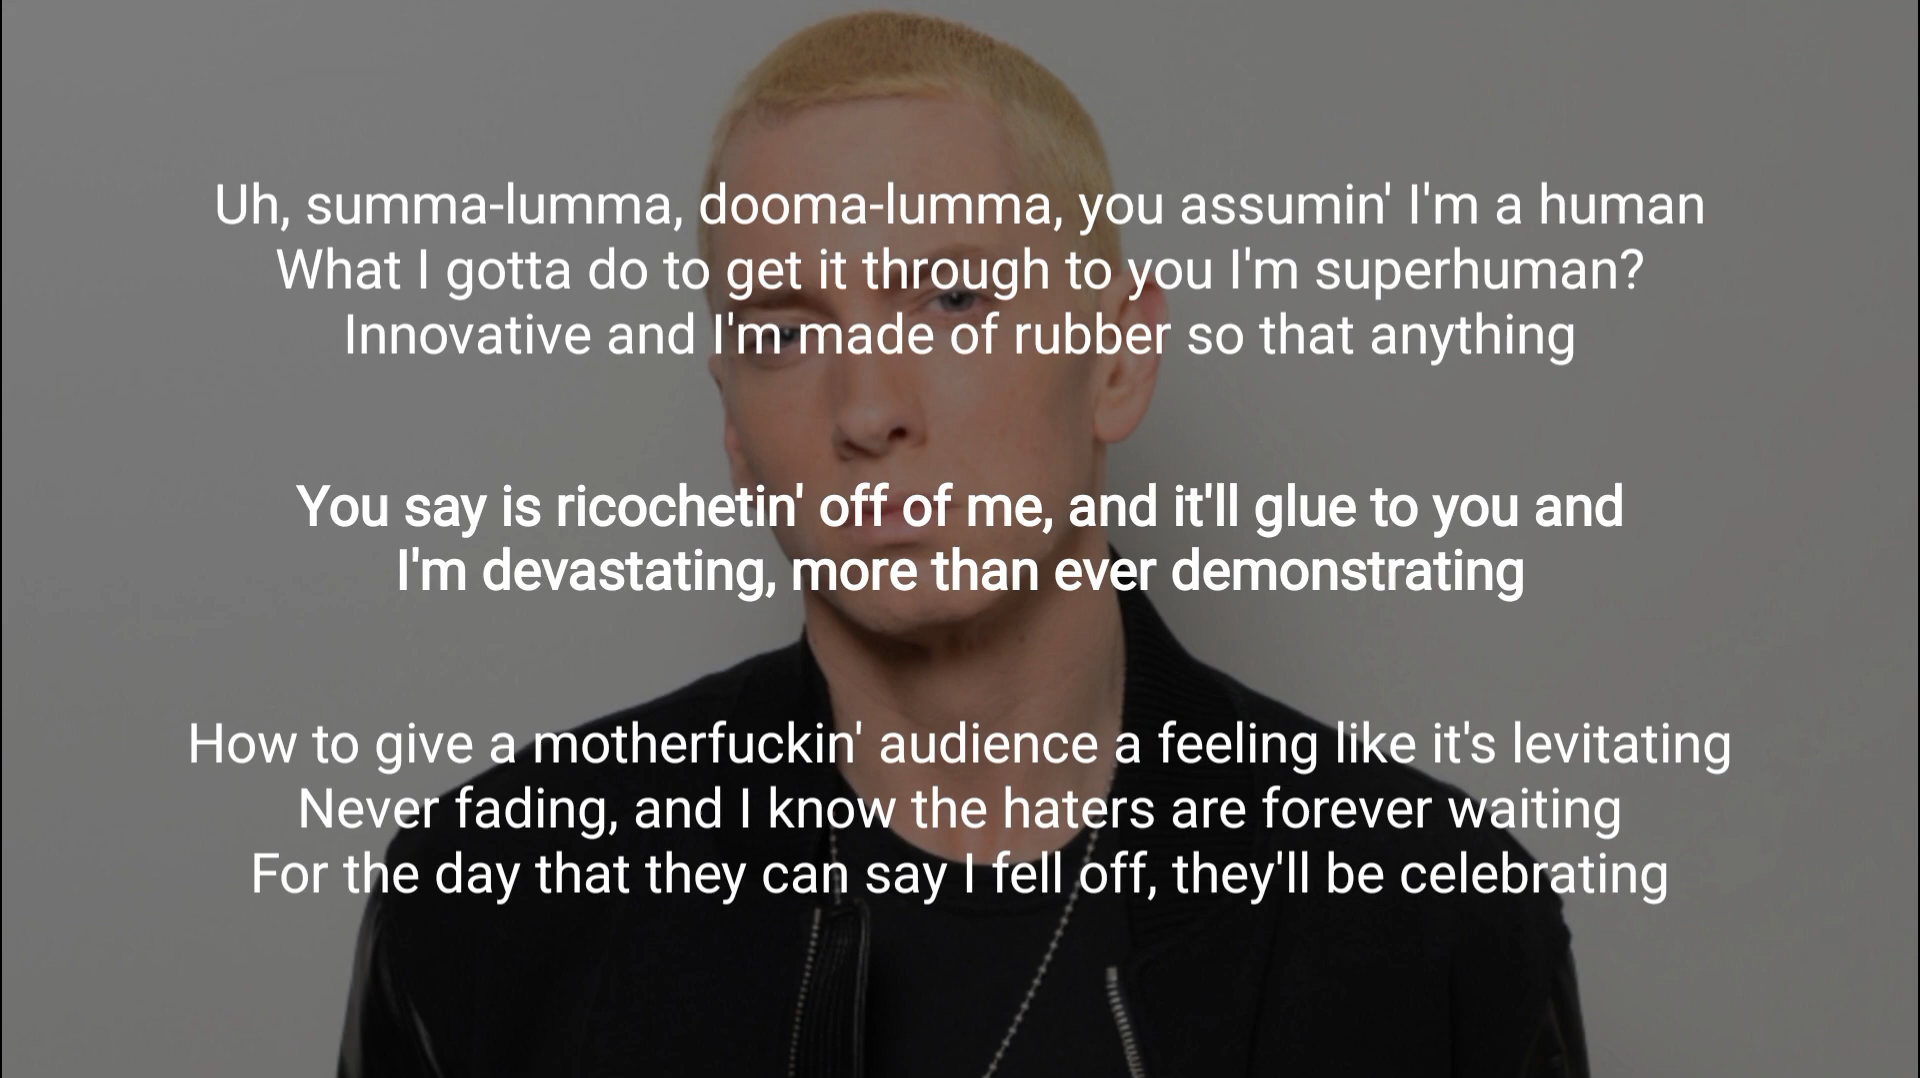 Uh, summa-lumma, dooma-lumma, you assumin' I'm a human
What I gotta do to get it through to you I'm superhuman?
Innovative and I'm made of rubber so that anything
You say is ricochetin' off of me, and it'll glue to you and
I'm devastating, more than ever demonstrating
How to give a motherfuckin' audience a feeling like it's levitating
Never fading, and I know the haters are forever waiting
For the day that they can say I fell off, they'll be celebrating